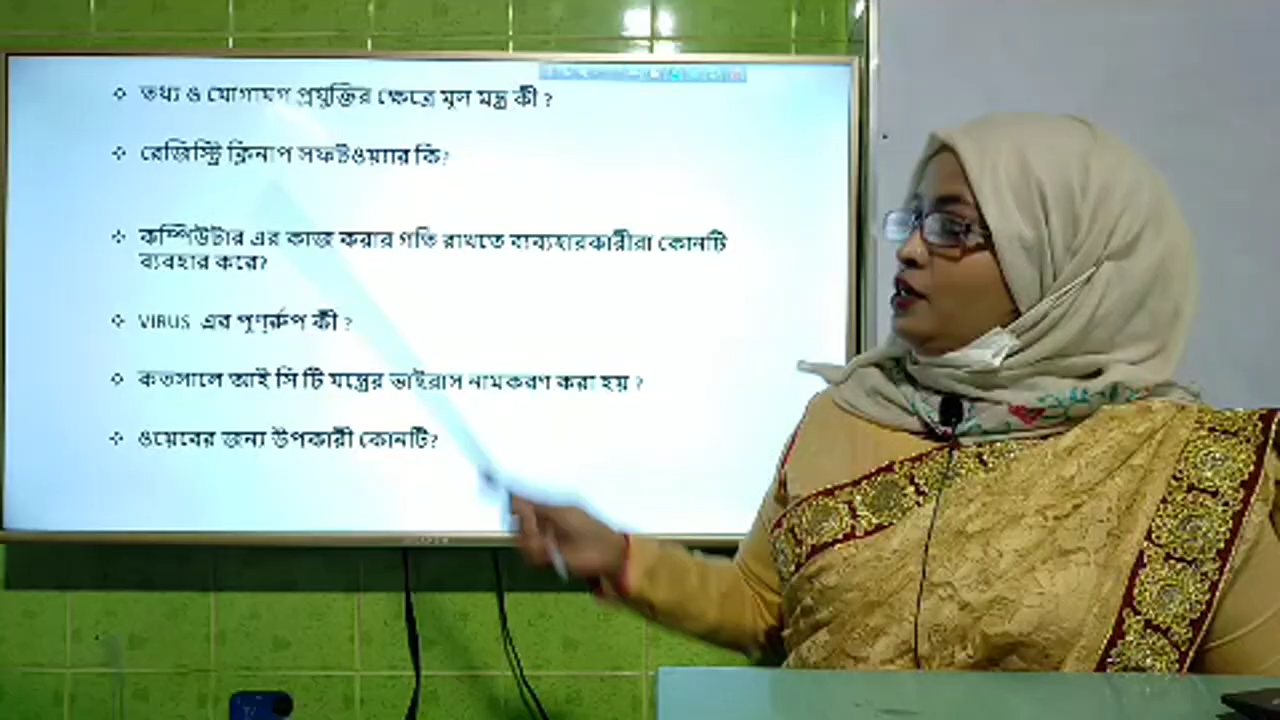 ❖ তথ্য ও যোগাযগ প্রযুক্তির ক্ষেত্রে মুল মন্ত্র কী ?
❖ রেজিস্ট্রি ক্লিনাপ সফটওয়্যার কি?
❖ কম্পিউটার এর কাজ করার গতি রাখতে ব্যবহারকারীরা কোনটি
ব্যবহার করে?
❖ VIRUS এর পুণর্রুপ কী ?
❖ কতসালে আই সি টি যন্ত্রের ভাইরাস নামকরণ করা হয় ?
❖ ওয়েবের জন্য উপকারী কোনটি?